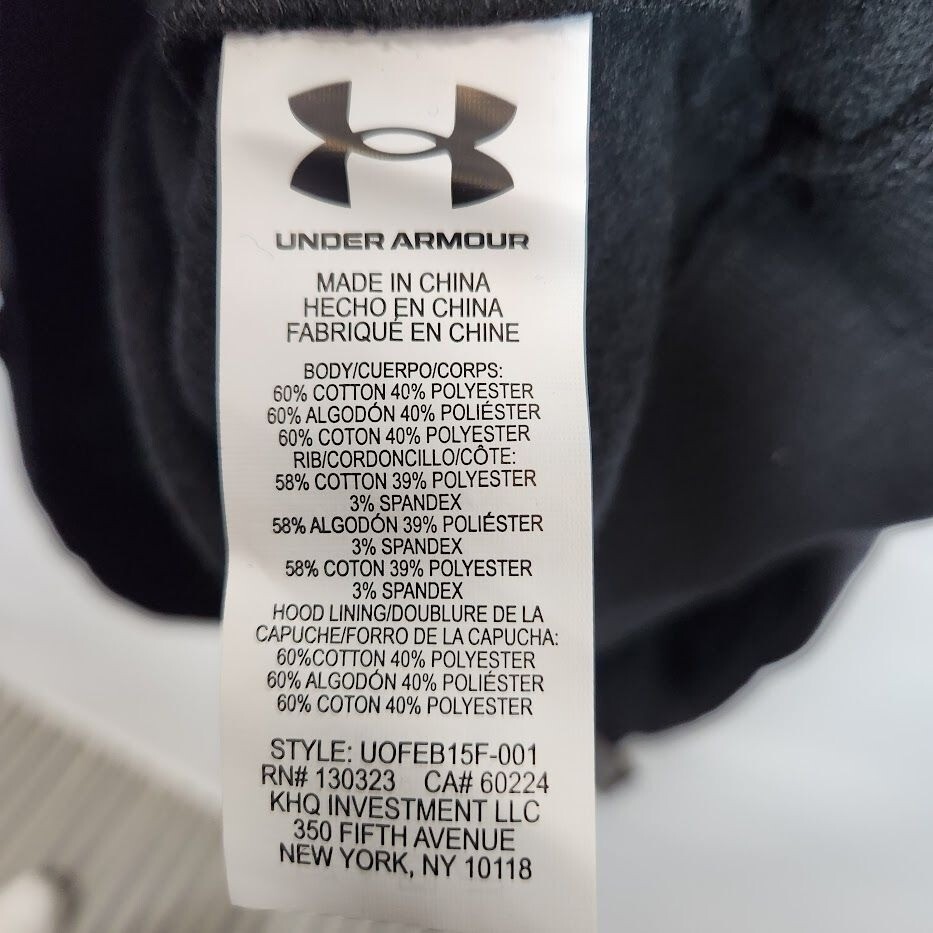 UNDER ARMOUR
MADE IN CHINA
HECHO EN CHINA
FABRIQUÉ EN CHINE
BODY/CUERPO/CORPS:
60% COTTON 40% POLYESTER
60% ALGODÓN 40% POLIÉSTER
60% COTON 40% POLYESTER
RIB/CORDONCILLO/CÔTE:
58% COTTON 39% POLYESTER
3% SPANDEX
58% ALGODÓN 39% POLIÉSTER
3% SPANDEX
58% COTON 39% POLYESTER
3% SPANDEX
HOOD LINING/DOUBLURE DE LA
CAPUCHE/FORRO DE LA CAPUCHA:
60%COTTON 40% POLYESTER
60% ALGODÓN 40% POLIÉSTER
60% COTON 40% POLYESTER
STYLE: UOFEB15F-001
RN# 130323 CA# 60224
KHQ INVESTMENT LLC
350 FIFTH AVENUE
NEW YORK, NY 10118